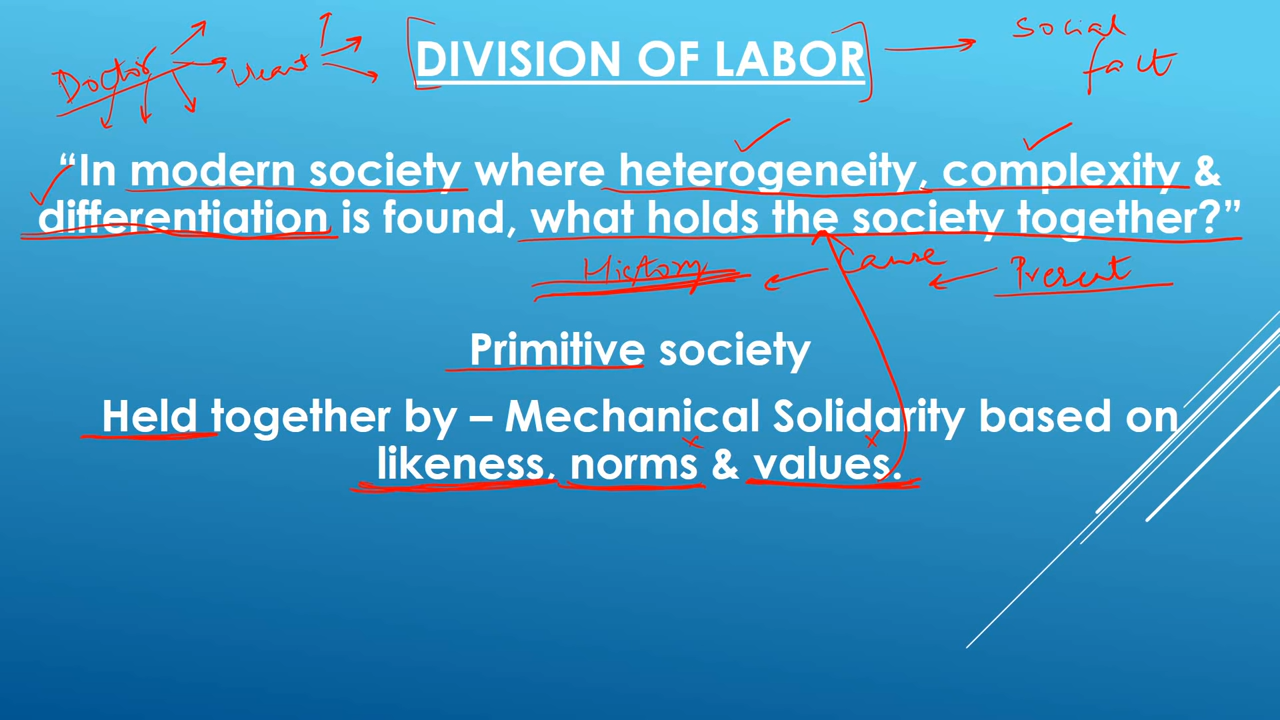 Social
fact
Doctor
Heart
DIVISION OF LABOR
“In modern society where heterogeneity, complexity &
differentiation is found, what holds the society together?”
History Cause Present
Primitive society
Held together by – Mechanical Solidarity based on
likeness, norms & values.